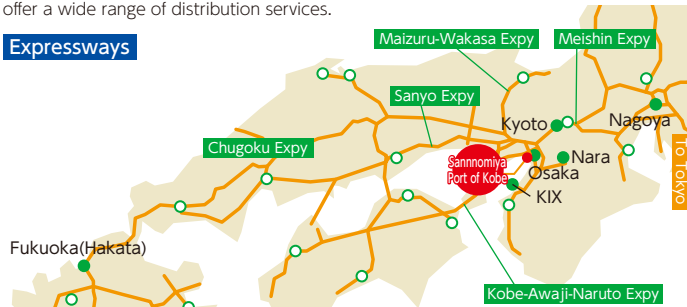 offer a wide range of distribution services.
Expressways
Maizuru-Wakasa Expy
Meishin Expy
Sanyo Expy
Chugoku Expy
Kyoto
Nagoya
To Tokyo
Sannnomiya
Port of Kobe
Nara
Osaka
KIX
Fukuoka(Hakata)
Kobe-Awaji-Naruto Expy